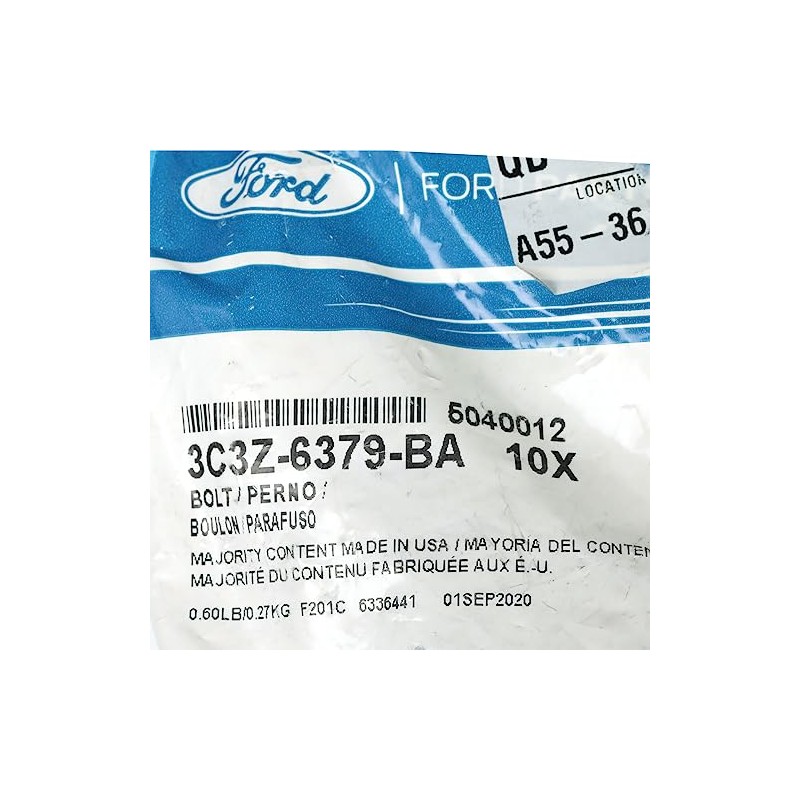 Ford
FOR
LOCATION
A55-36
5040012
3C3Z-6379-BA 10X
BOLT/PERNO/
BOULON/PARAFUSO
MAJORITY CONTENT MADE IN USA / MAYORIA DEL CONTEN
MAJORITÉ DU CONTENU FABRIQUÉE AUX É.-U.
0.60LB/0.27KG F201C 6336441 01SEP2020